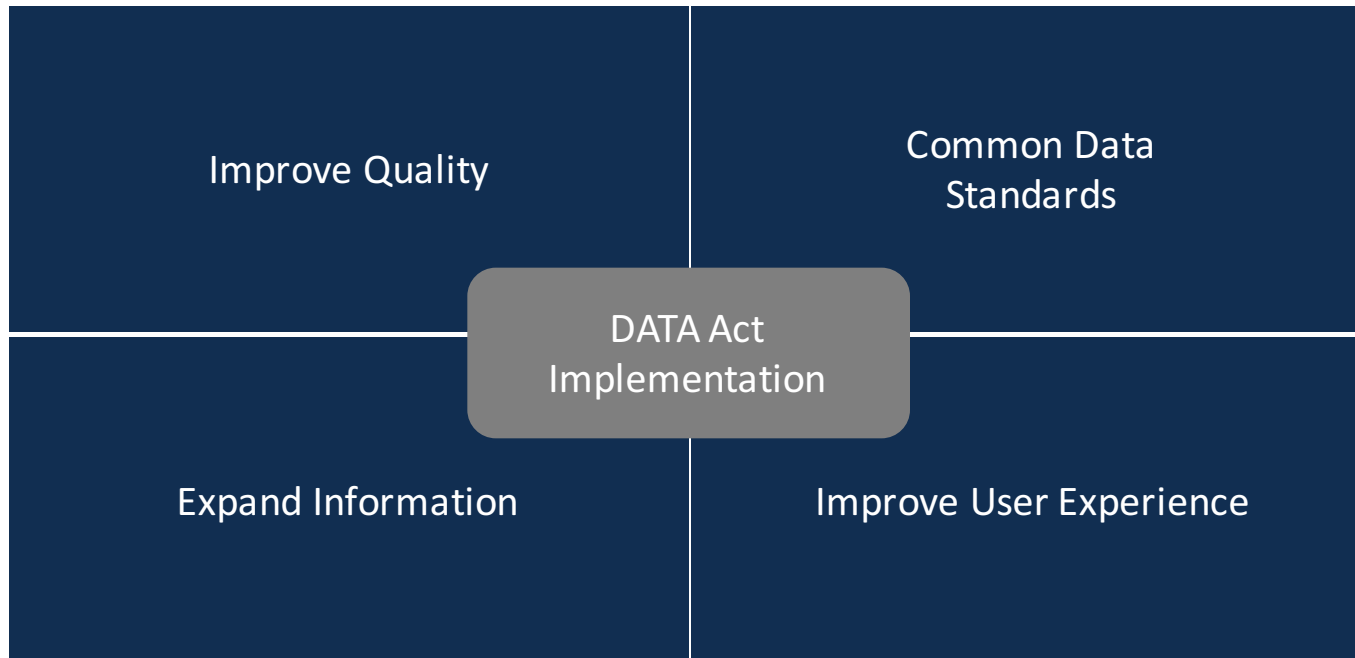 Improve Quality
Common Data
Standards
DATA Act
Implementation
Expand Information
Improve User Experience